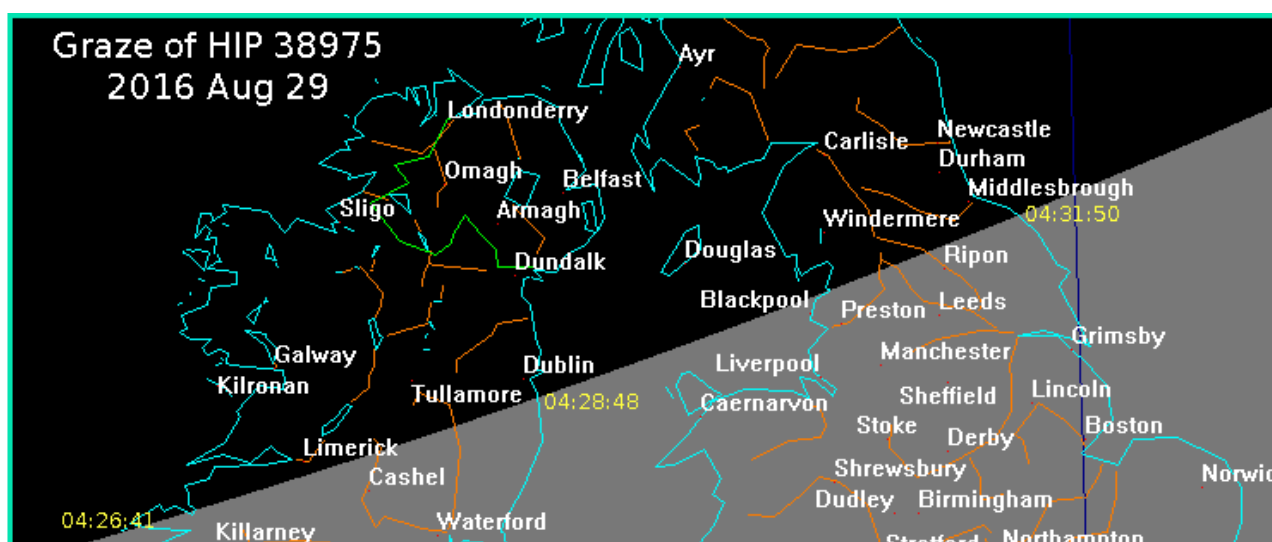 Graze of HIP 38975
2016 Aug 29
Ayr
Londonderry
Newcastle
Carlisle
Durham
Omagh
Belfast
Middlesbrough
Sligo
Armagh
Windermere
04:31:50
Douglas
Ripon
Dundalk
Blackpool
Preston
Leeds
Grimsby
Galway
Manchester
Dublin
Liverpool
Kilronan
Tullamore
Sheffield
Lincoln
04:28:48
Caernarvon
Stoke
Derby
Boston
Limerick
Cashel
Shrewsbury
Dudley
Birmingham
04:26:41
Killarney
Waterford
Northampton